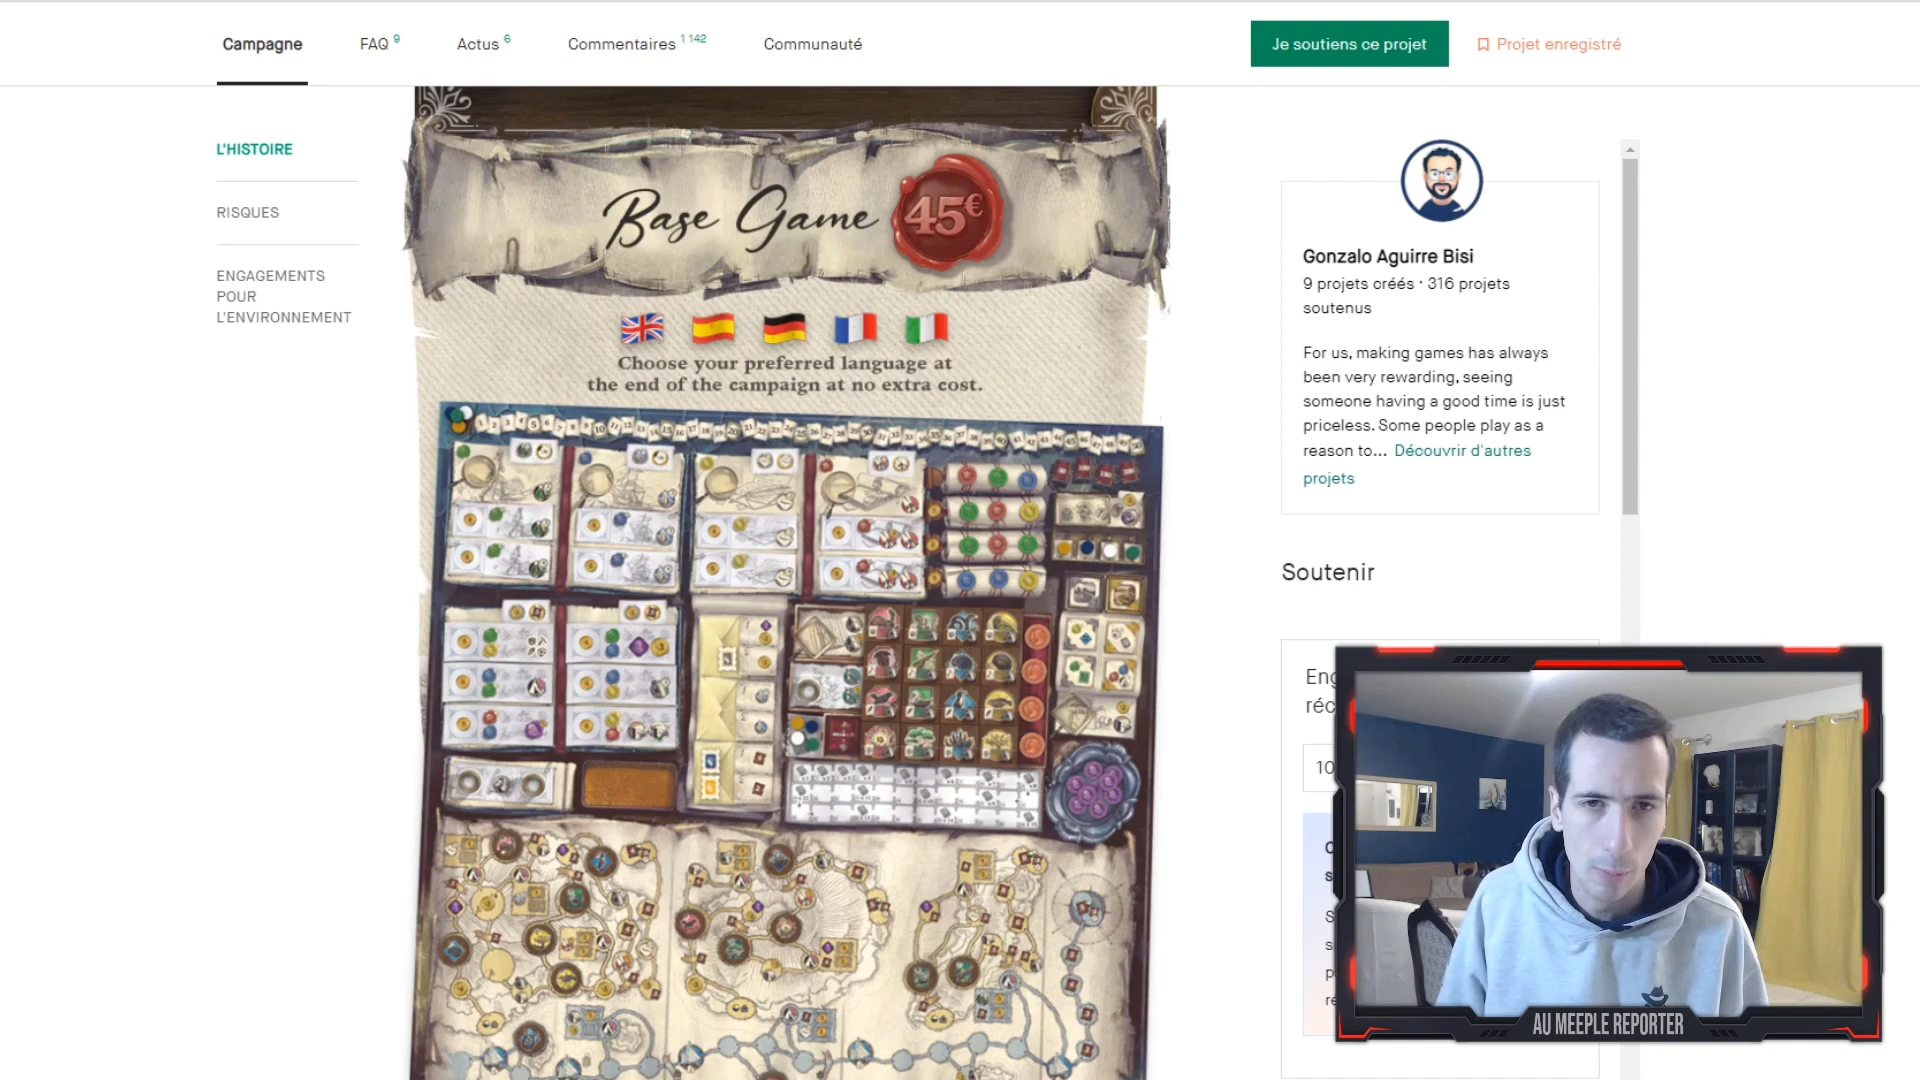 Campagne
FAQ 9
Actus 6
Commentaires 1 142
Communauté
Je soutiens ce projet
Projet enregistré
L'HISTOIRE
RISQUES
ENGAGEMENTS
POUR
L'ENVIRONNEMENT
Base Game 45€
Choose your preferred language at
the end of the campaign at no extra cost.
Gonzalo Aguirre Bisi
9 projets créés · 316 projets
soutenus
For us, making games has always
been very rewarding, seeing
someone having a good time is just
priceless. Some people play as a
reason to... Découvrir d'autres
projets
Soutenir
AU MEEPLE REPORTER